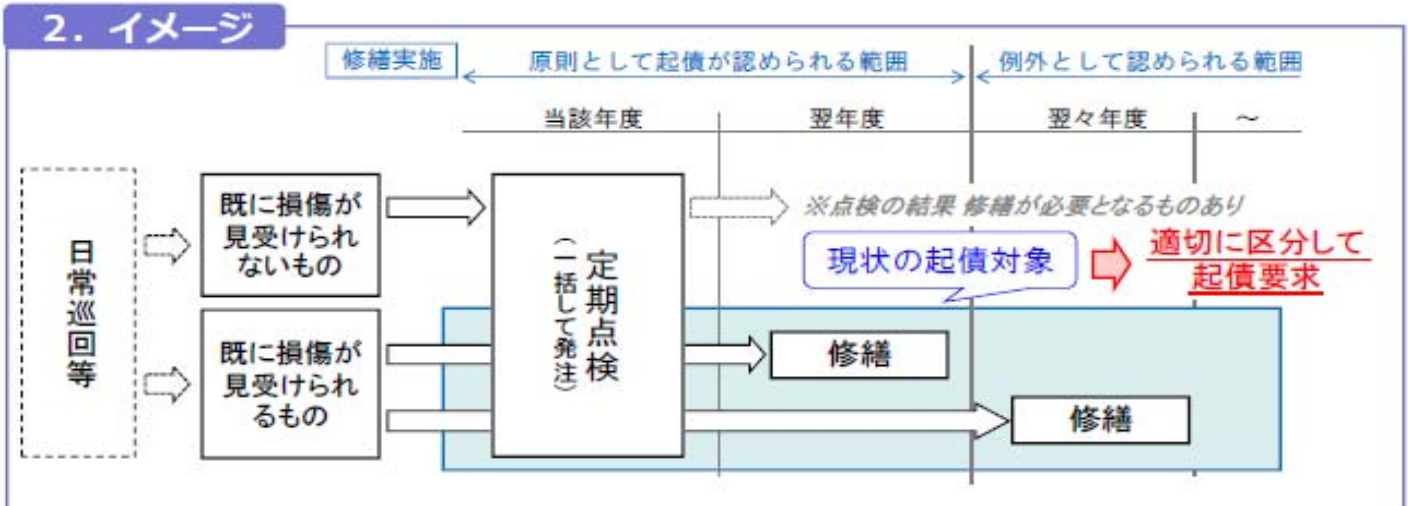 2．イメージ
修繕実施
原則として起債が認められる範囲
例外として認められる範囲
当該年度
翌年度
翌々年度
～
日常巡回等
既に損傷が
見受けられ
ないもの
既に損傷が
見受けられ
るもの
定期点検
（一括して発注）
※点検の結果 修繕が必要となるものあり
現状の起債対象
適切に区分して
起債要求
修繕
修繕